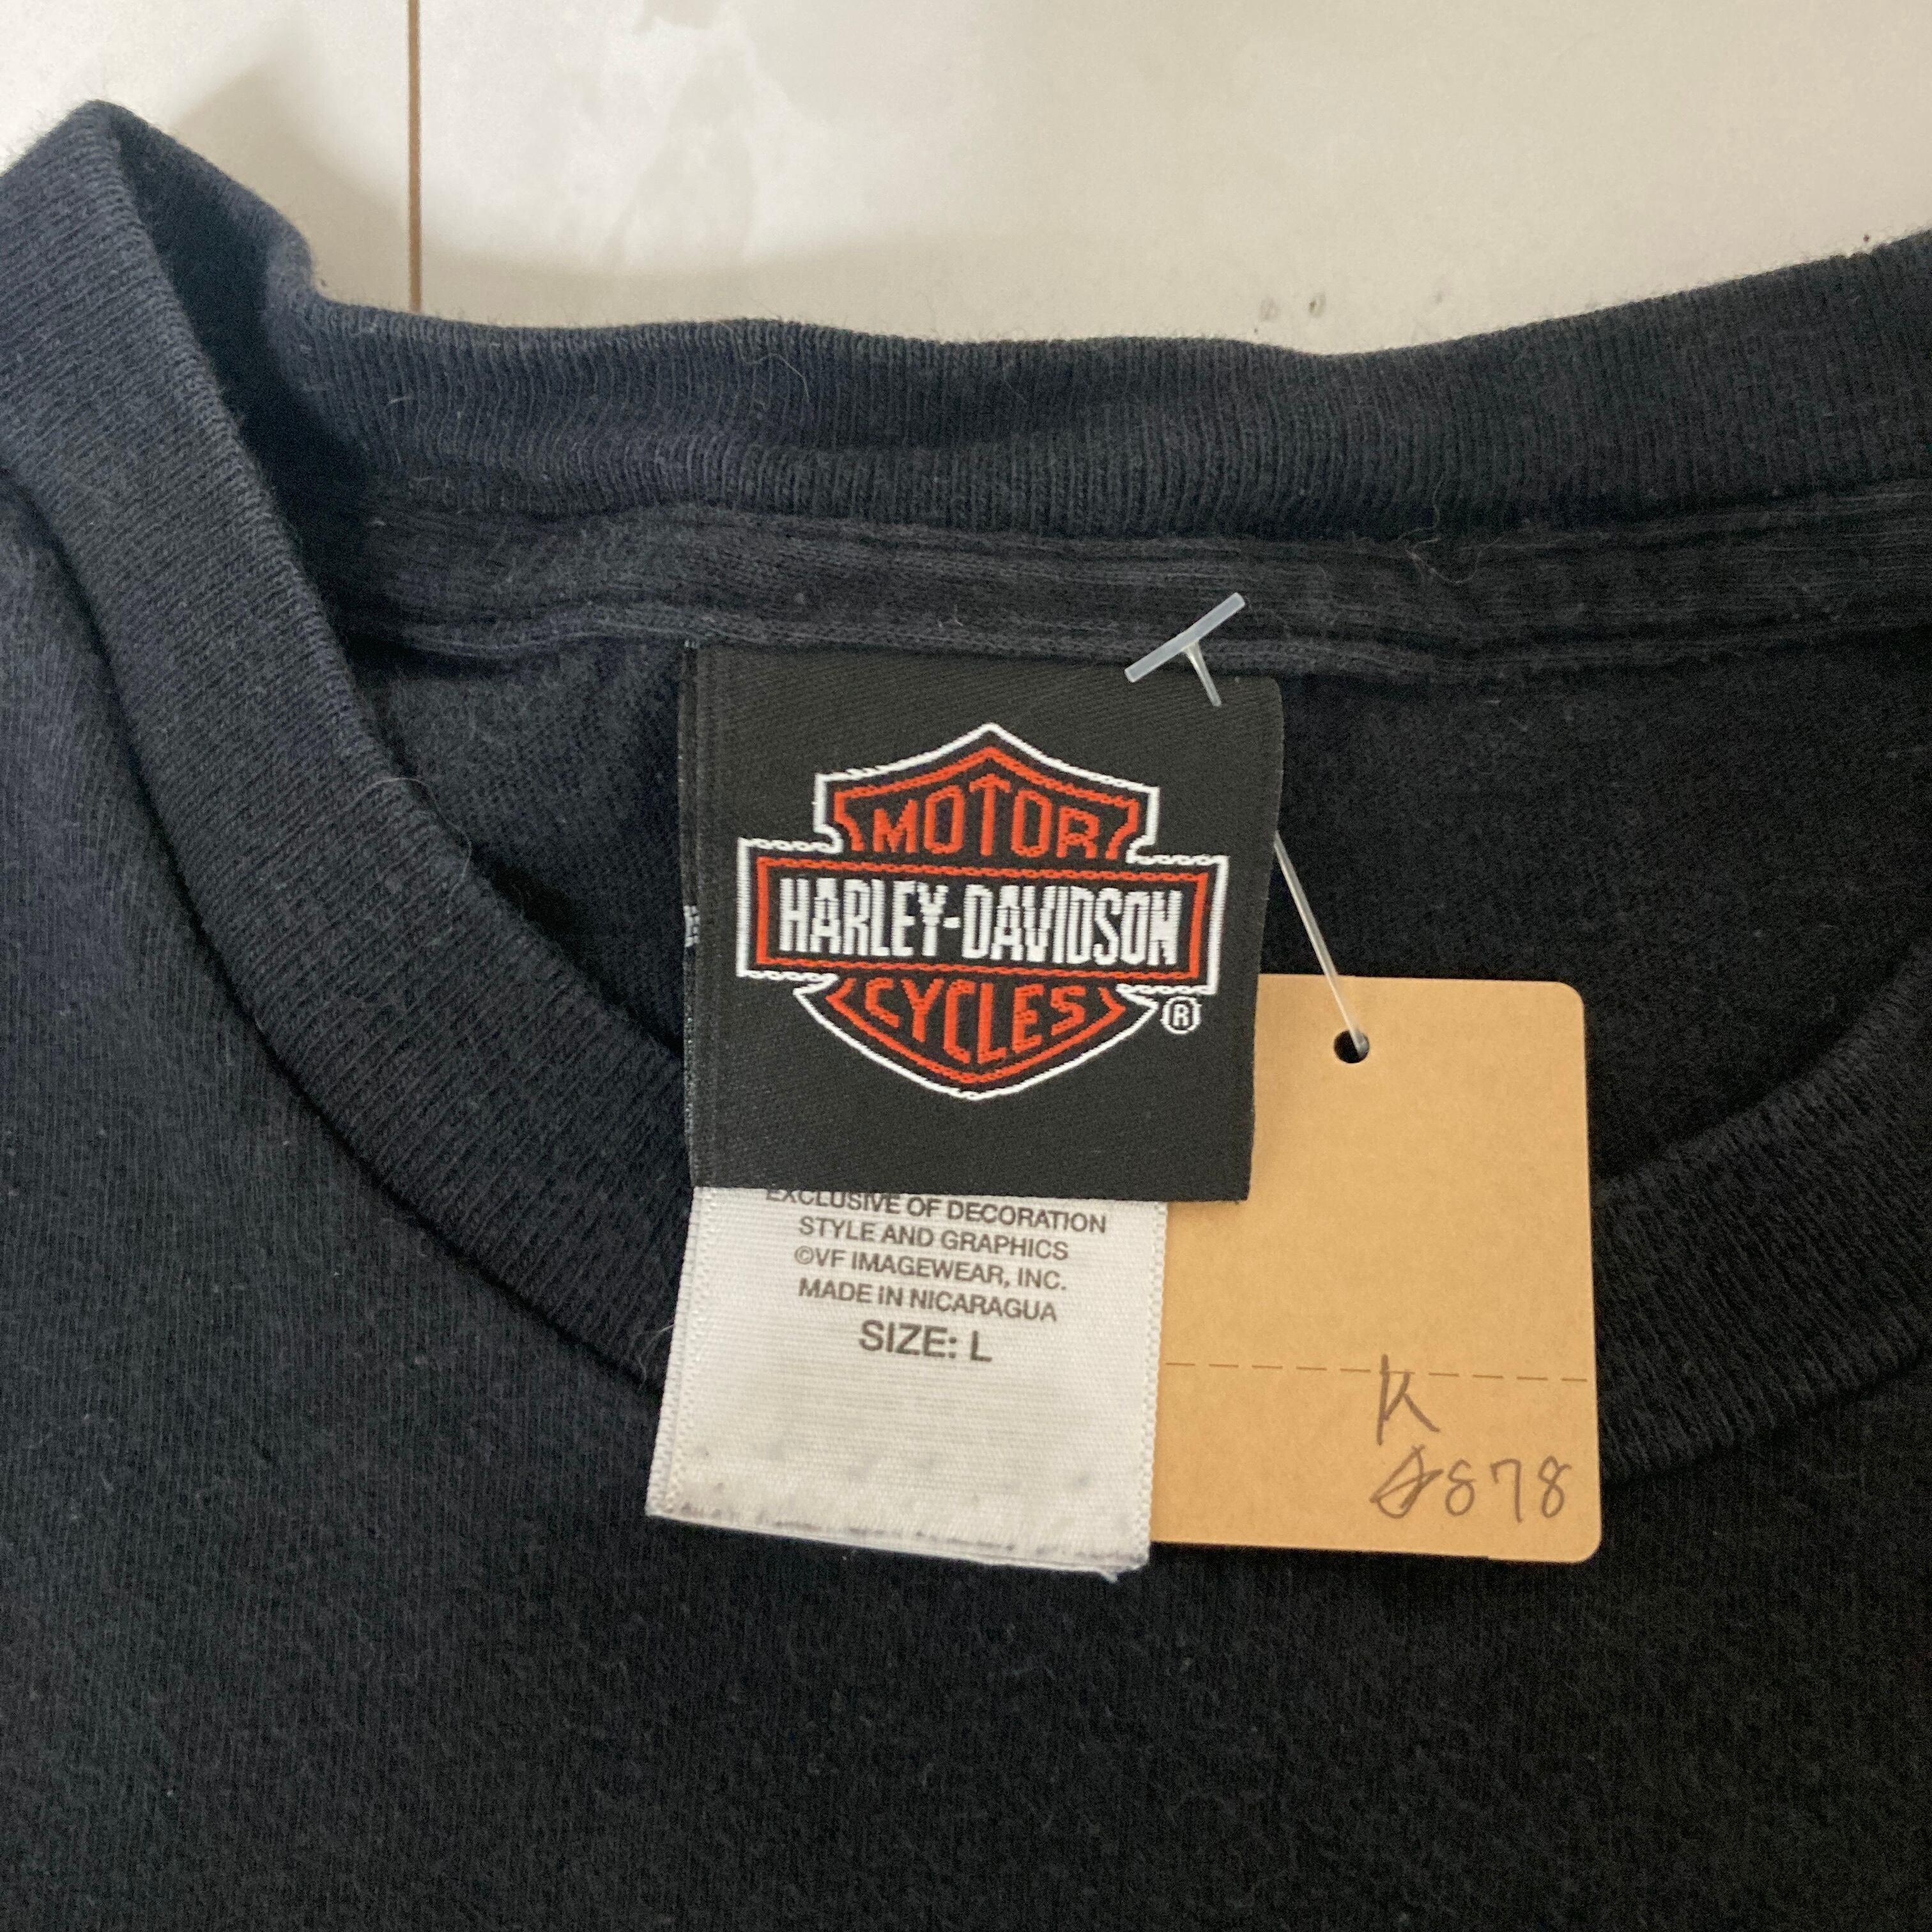 MOTOR
HARLEY-DAVIDSON
CYCLES
®
EXCLUSIVE OF DECORATION
STYLE AND GRAPHICS
©VF IMAGEWEAR, INC.
MADE IN NICARAGUA
SIZE: L
K
878